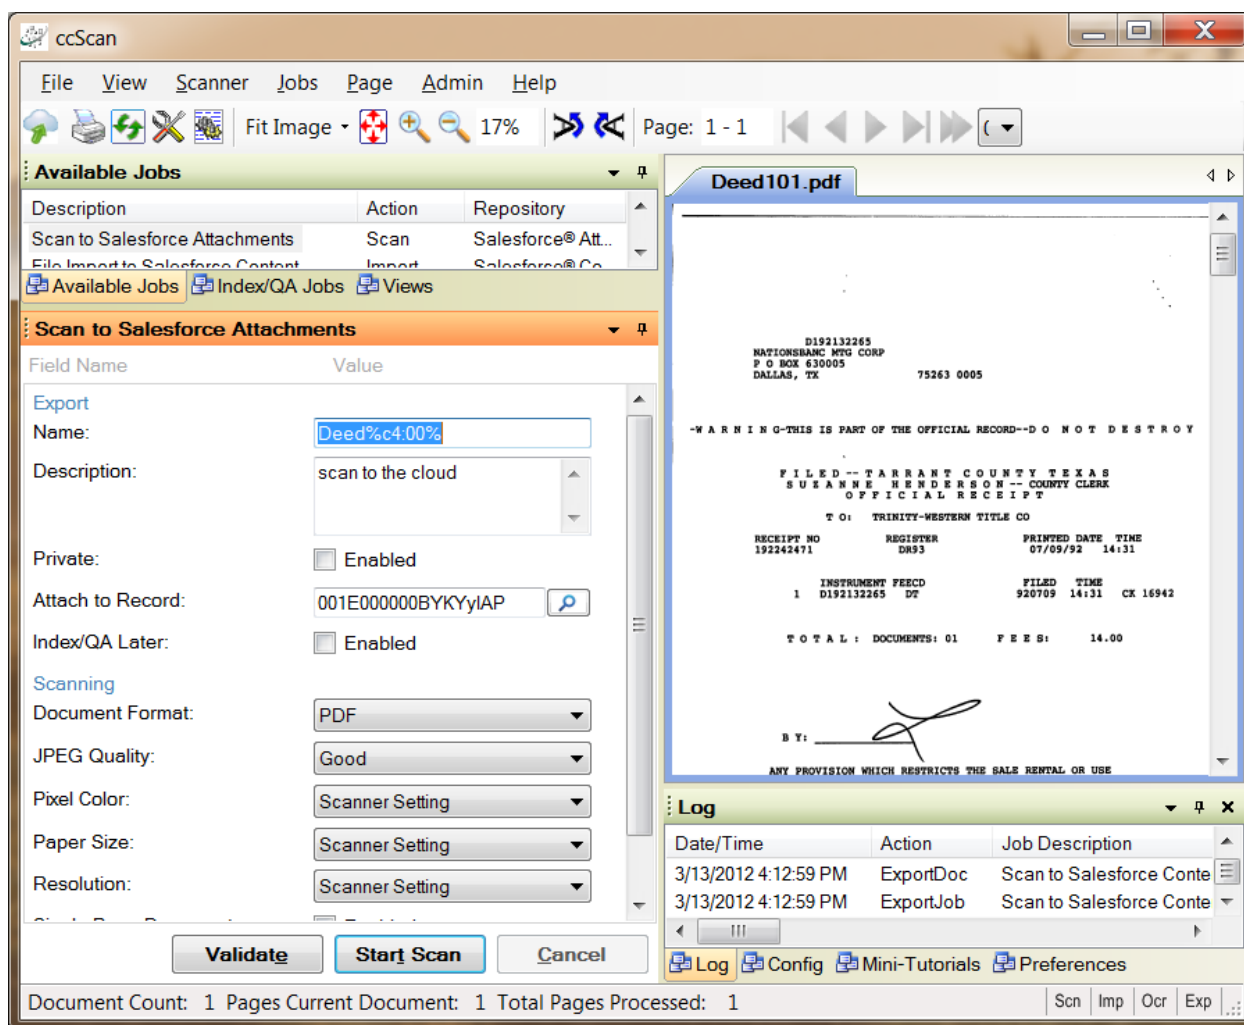 ccScan
File View Scanner Jobs Page Admin Help
Fit Image 17% Page: 1 - 1 (
Available Jobs
Description Action Repository
Scan to Salesforce Attachments Scan Salesforce® Att...
File Import to Salesforce Content Import Salesforce® Co
Available Jobs Index/QA Jobs Views
Scan to Salesforce Attachments
Field Name Value
Export
Name: Deed%c4:00%
Description: scan to the cloud
Private: Enabled
Attach to Record: 001E000000BYKYyIAP
Index/QA Later: Enabled
Scanning
Document Format: PDF
JPEG Quality: Good
Pixel Color: Scanner Setting
Paper Size: Scanner Setting
Resolution: Scanner Setting
Validate Start Scan Cancel
Deed101.pdf
D192132265
NATIONSBANC MTG CORP
P O BOX 630005
DALLAS, TX 75263 0005
-W A R N I N G-THIS IS PART OF THE OFFICIAL RECORD--D O N O T D E S T R O Y
F I L E D -- T A R R A N T C O U N T Y T E X A S
S U Z A N N E H E N D E R S O N -- COUNTY CLERK
O F F I C I A L R E C E I P T
T O: TRINITY-WESTERN TITLE CO
RECEIPT NO REGISTER PRINTED DATE TIME
192242471 DR93 07/09/92 14:31
INSTRUMENT FEECD FILED TIME
1 D192132265 DT 920709 14:31 CK 16942
T O T A L : DOCUMENTS: 01 F E E S: 14.00
B Y:
ANY PROVISION WHICH RESTRICTS THE SALE RENTAL OR USE
Log
Date/Time Action Job Description
3/13/2012 4:12:59 PM ExportDoc Scan to Salesforce Conte
3/13/2012 4:12:59 PM ExportJob Scan to Salesforce Conte
Log Config Mini-Tutorials Preferences
Document Count: 1 Pages Current Document: 1 Total Pages Processed: 1 Scn Imp Ocr Exp